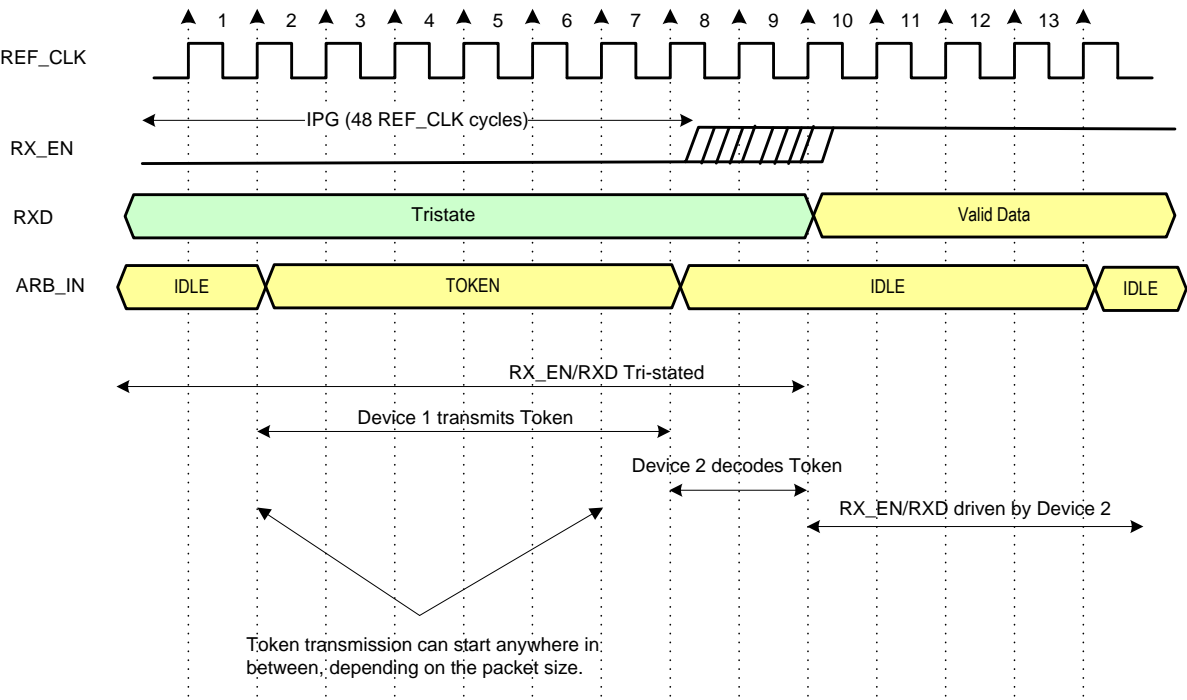 1 2 3 4 5 6 7 8 9 10 11 12 13
REF_CLK
IPG (48 REF_CLK cycles)
RX_EN
RXD
Tristate
Valid Data
ARB_IN
IDLE
TOKEN
IDLE
IDLE
RX_EN/RXD Tri-stated
Device 1 transmits Token
Device 2 decodes Token
RX_EN/RXD driven by Device 2
Token transmission can start anywhere in
between, depending on the packet size.